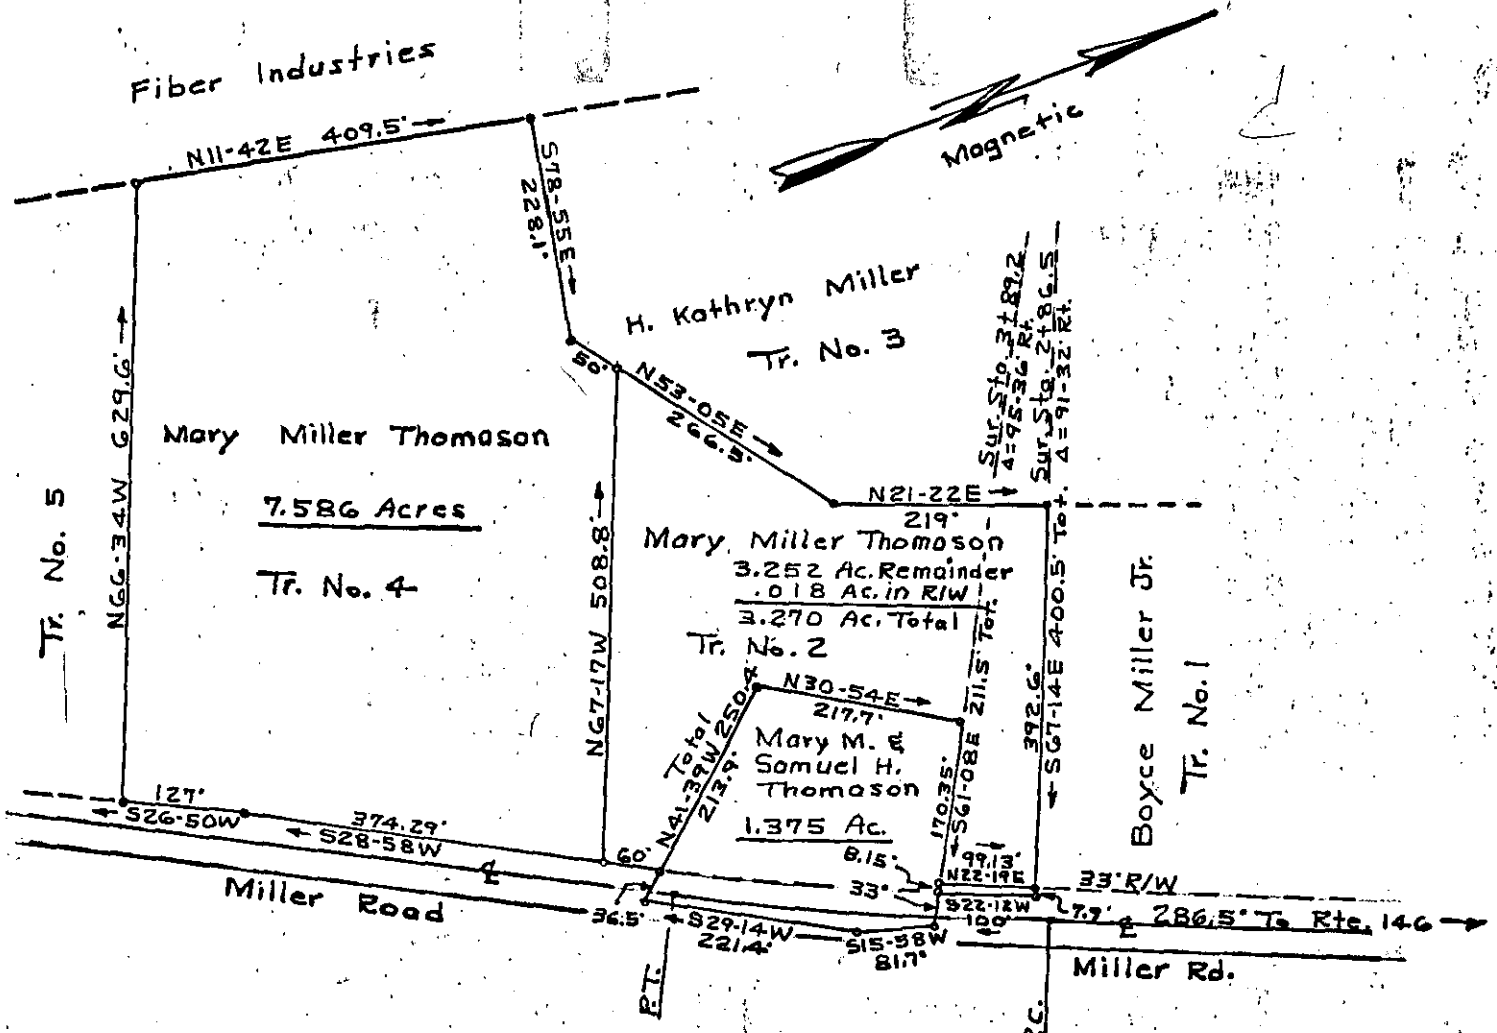 Fiber Industries
N11-42E 409.5'
Magnetic
S78-55E
228.1'
H. Kathryn Miller
Tr. No. 3
50'
N53-05E
266.5'
Sur. Sta. 3+89.2
Δ=95-36 Rt.
Sur. Sta. 2+86.5
Δ=91-32 Rt.
N21-22E
219'
N66-34W 629.6'
Tr. No. 5
Mary Miller Thomason
7.586 Acres
Tr. No. 4
N67-17W 508.8'
Mary Miller Thomason
3.252 Ac. Remainder
.018 Ac. in R/W
3.270 Ac. Total
Tr. No. 2
N30-54E
217.7'
Total
N41-39W 250.4
213.9'
Mary M. &
Samuel H.
Thomason
1.375 Ac.
S61-08E 211.5' Tot.
170.35'
392.6'
S67-14E 400.5' Tot.
Boyce Miller Jr.
Tr. No. 1
127'
S26-50W
374.29'
S28-58W
60'
8.15'
99.13'
N22-19E
33'
33' R/W
S22-12W
100'
7.9'
℄
℄
286.5' To Rte. 146
Miller Road
36.5'
S29-14W
221.4'
S15-58W
81.7'
Miller Rd.
P.T.
P.C.